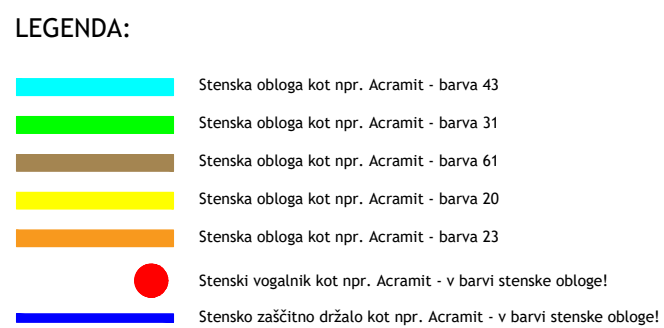 LEGENDA:
Stenska obloga kot npr. Acramit - barva 43
Stenska obloga kot npr. Acramit - barva 31
Stenska obloga kot npr. Acramit - barva 61
Stenska obloga kot npr. Acramit - barva 20
Stenska obloga kot npr. Acramit - barva 23
Stenski vogalnik kot npr. Acramit - v barvi stenske obloge!
Stensko zaščitno držalo kot npr. Acramit - v barvi stenske obloge!